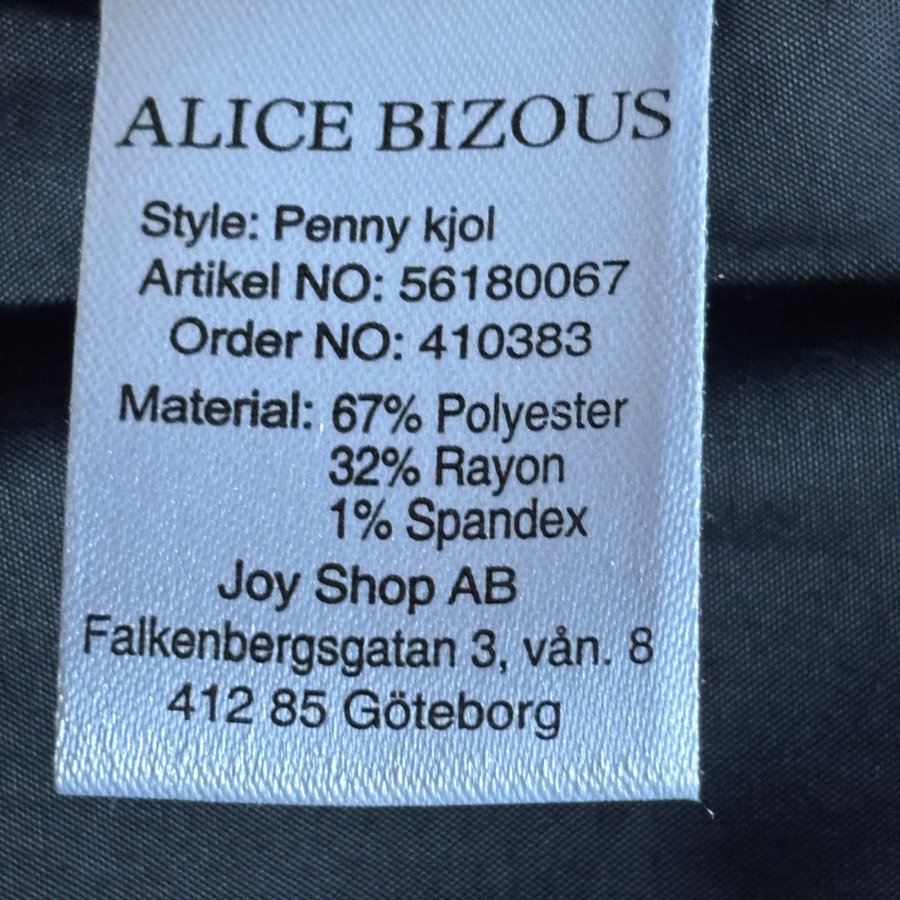 ALICE BIZOUS
Style: Penny kjol
Artikel NO: 56180067
Order NO: 410383
Material: 67% Polyester
32% Rayon
1% Spandex
Joy Shop AB
Falkenbergsgatan 3, vån. 8
412 85 Göteborg